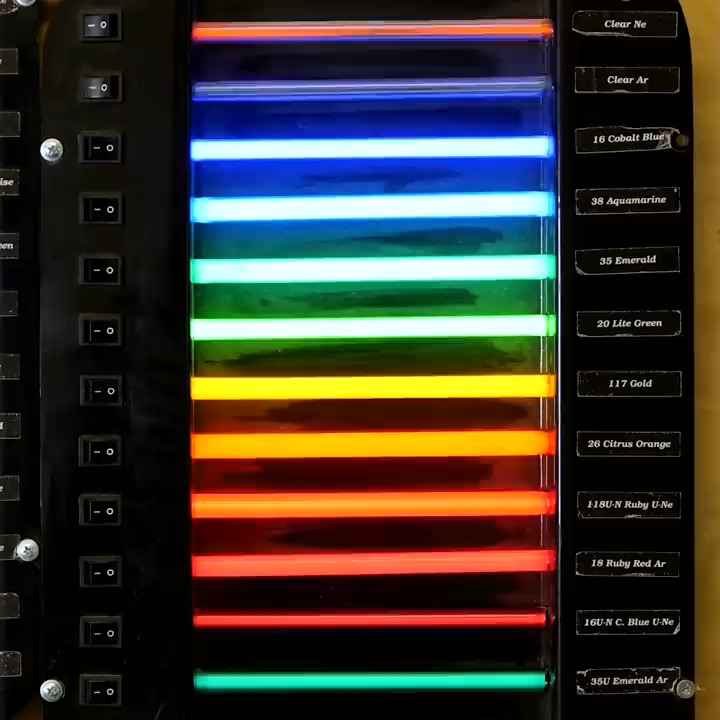 Clear Ne
Clear Ar
16 Cobalt Blue
38 Aquamarine
35 Emerald
20 Lite Green
117 Gold
26 Citrus Orange
118U-N Ruby U-Ne
18 Ruby Red Ar
16U-N C. Blue U-Ne
35U Emerald Ar